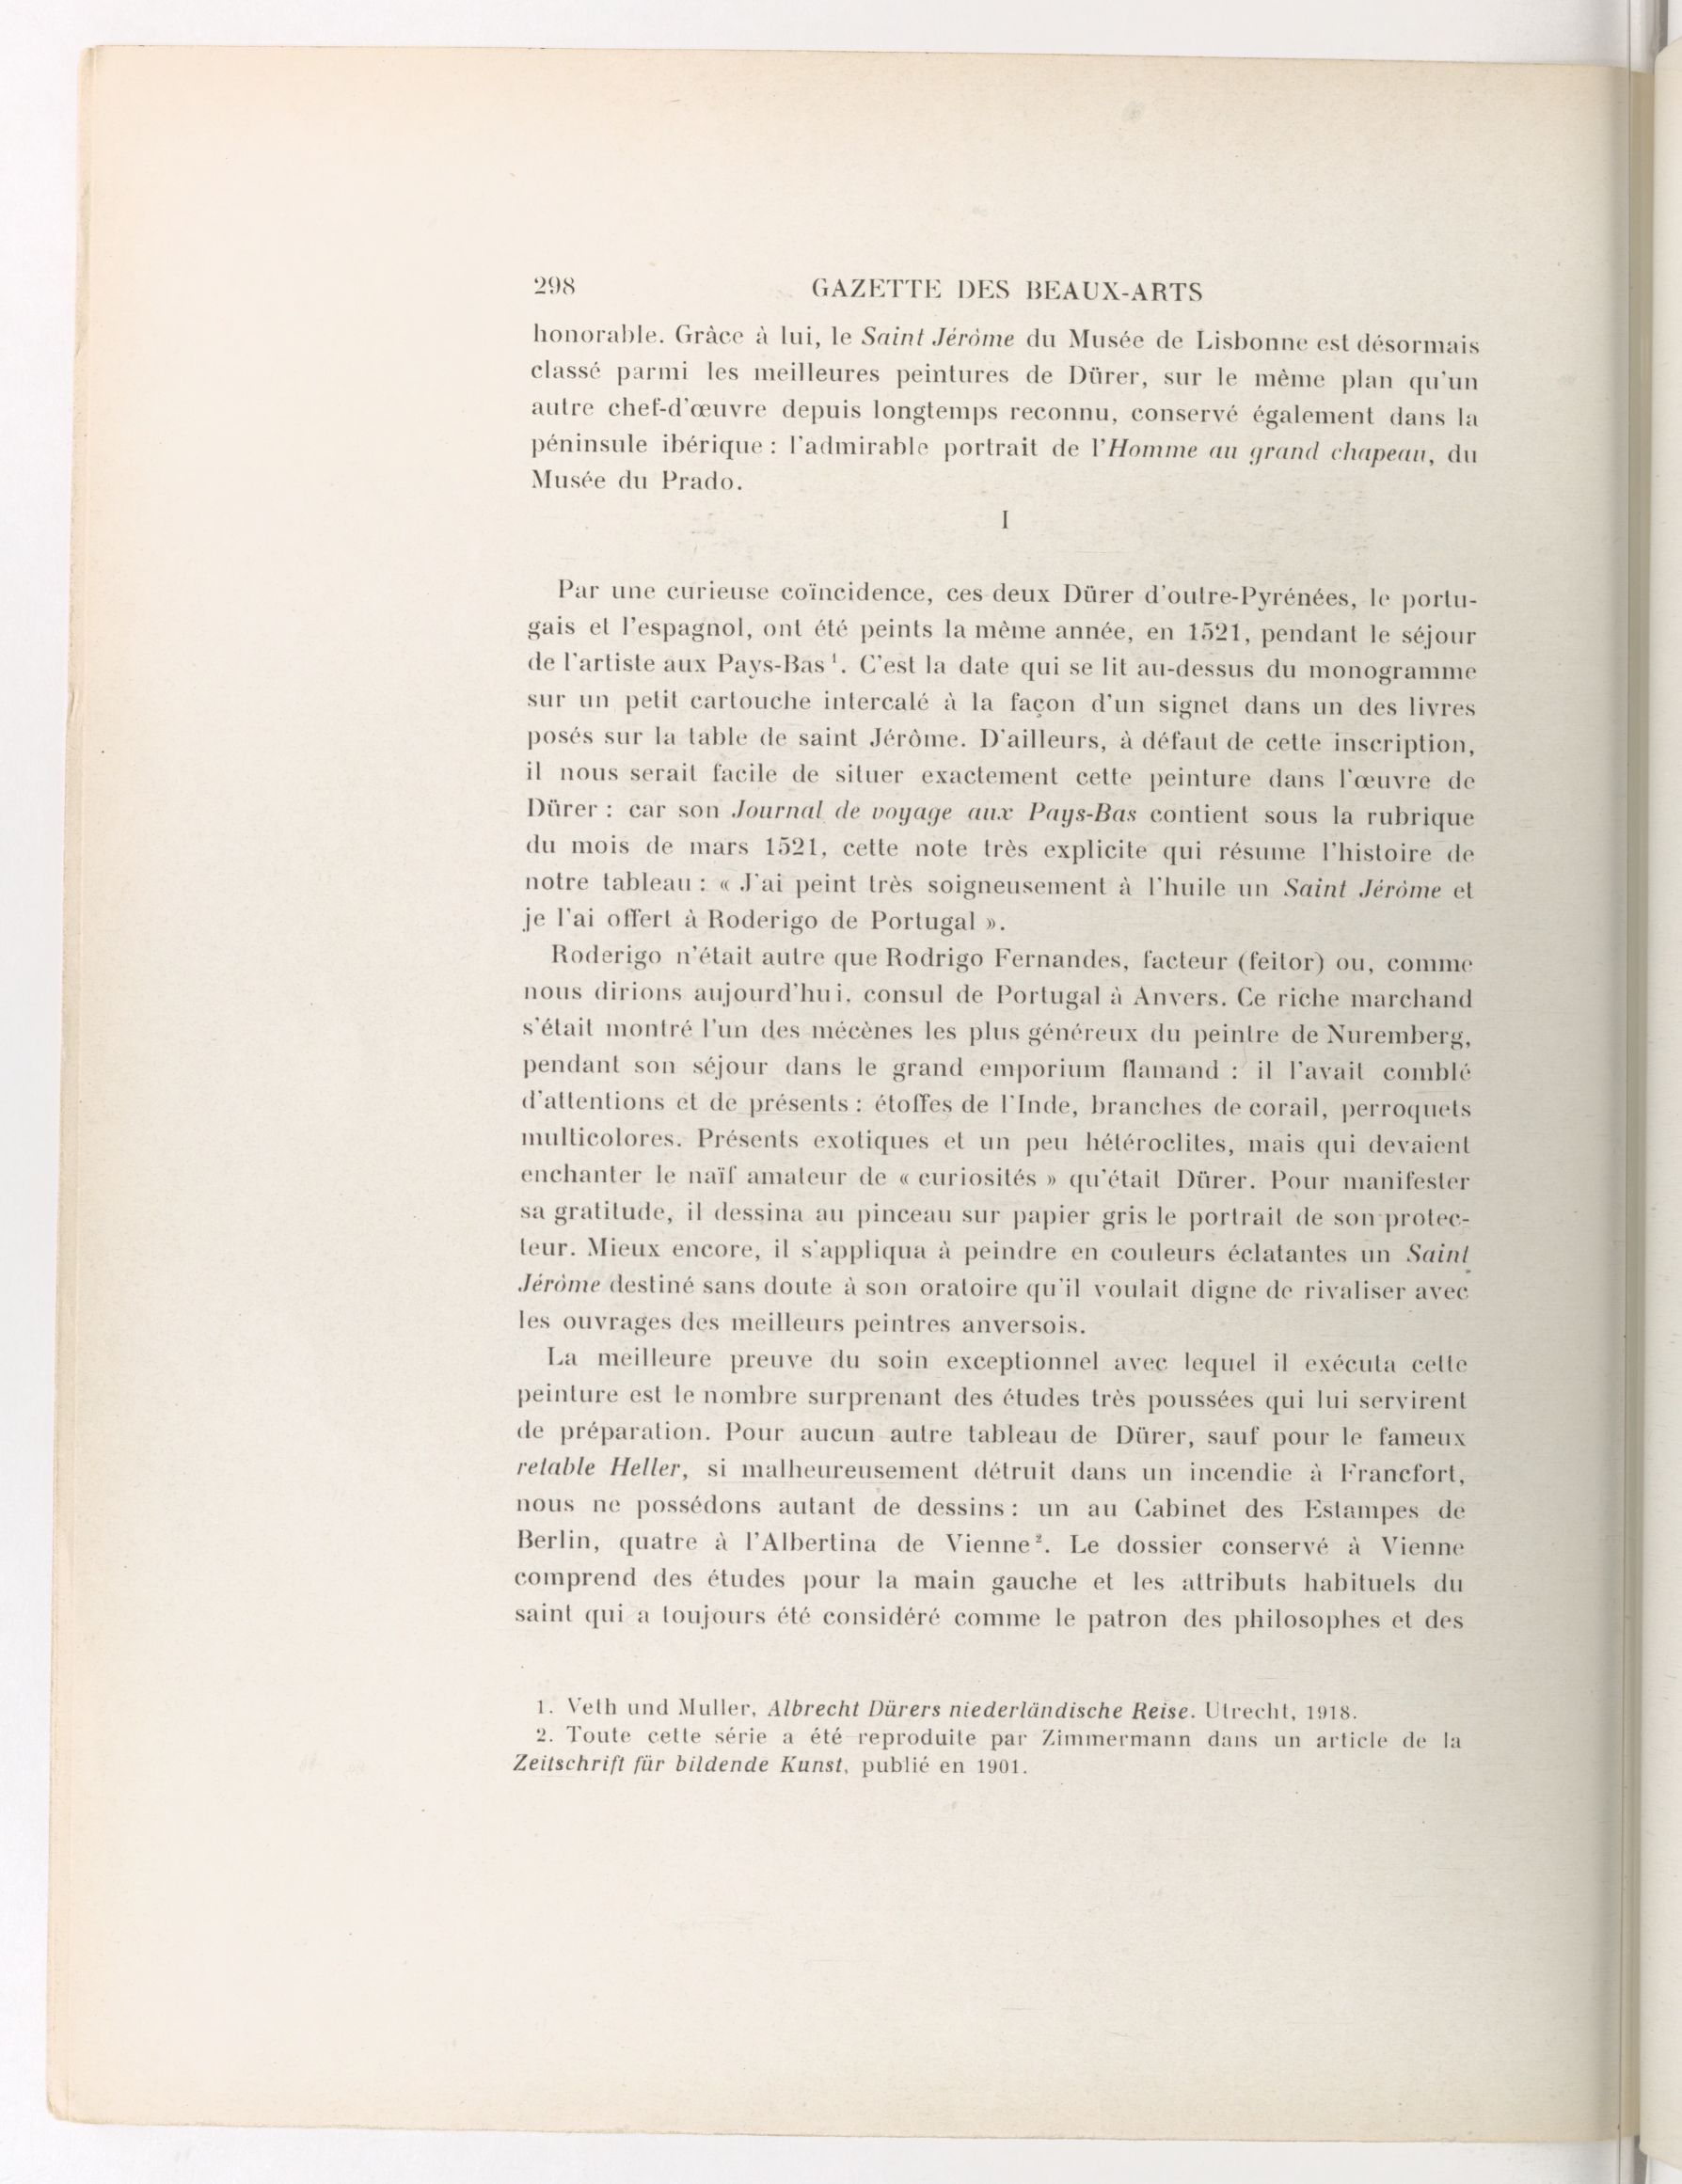 298 GAZETTE DES BEAUX-ARTS
honorable. Grâce à lui, le Saint Jérôme du Musée de Lisbonne est désormais
classé parmi les meilleures peintures de Dürer, sur le même plan qu'un
autre chef-d'œuvre depuis longtemps reconnu, conservé également dans la
péninsule ibérique : l'admirable portrait de l'Homme au grand chapeau, du
Musée du Prado.
I
Par une curieuse coïncidence, ces deux Dürer d'outre-Pyrénées, le portu-
gais et l'espagnol, ont été peints la même année, en 1521, pendant le séjour
de l'artiste aux Pays-Bas ¹. C'est la date qui se lit au-dessus du monogramme
sur un petit cartouche intercalé à la façon d'un signet dans un des livres
posés sur la table de saint Jérôme. D'ailleurs, à défaut de cette inscription,
il nous serait facile de situer exactement cette peinture dans l'œuvre de
Dürer : car son Journal de voyage aux Pays-Bas contient sous la rubrique
du mois de mars 1521, cette note très explicite qui résume l'histoire de
notre tableau : « J'ai peint très soigneusement à l'huile un Saint Jérôme et
je l'ai offert à Roderigo de Portugal ».
Roderigo n'était autre que Rodrigo Fernandes, facteur (feitor) ou, comme
nous dirions aujourd'hui, consul de Portugal à Anvers. Ce riche marchand
s'était montré l'un des mécènes les plus généreux du peintre de Nuremberg,
pendant son séjour dans le grand emporium flamand : il l'avait comblé
d'attentions et de présents : étoffes de l'Inde, branches de corail, perroquets
multicolores. Présents exotiques et un peu hétéroclites, mais qui devaient
enchanter le naïf amateur de « curiosités » qu'était Dürer. Pour manifester
sa gratitude, il dessina au pinceau sur papier gris le portrait de son protec-
teur. Mieux encore, il s'appliqua à peindre en couleurs éclatantes un Saint
Jérôme destiné sans doute à son oratoire qu'il voulait digne de rivaliser avec
les ouvrages des meilleurs peintres anversois.
La meilleure preuve du soin exceptionnel avec lequel il exécuta cette
peinture est le nombre surprenant des études très poussées qui lui servirent
de préparation. Pour aucun autre tableau de Dürer, sauf pour le fameux
retable Heller, si malheureusement détruit dans un incendie à Francfort,
nous ne possédons autant de dessins : un au Cabinet des Estampes de
Berlin, quatre à l'Albertina de Vienne ². Le dossier conservé à Vienne
comprend des études pour la main gauche et les attributs habituels du
saint qui a toujours été considéré comme le patron des philosophes et des
1. Veth und Muller, Albrecht Dürers niederländische Reise. Utrecht, 1918.
2. Toute cette série a été reproduite par Zimmermann dans un article de la
Zeitschrift für bildende Kunst, publié en 1901.